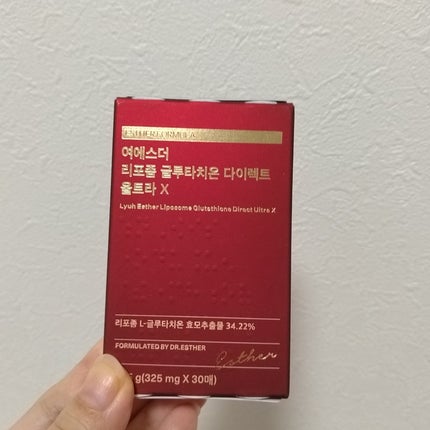 ESTHER FORMULA
여에스더
리포좀 글루타치온 다이렉트
울트라 X
Lyuh Esther Liposome Glutathione Direct Ultra X
리포좀 L-글루타치온 효모추출물 34.22%
FORMULATED BY DR.ESTHER
Esther
g(325 mg X 30매)